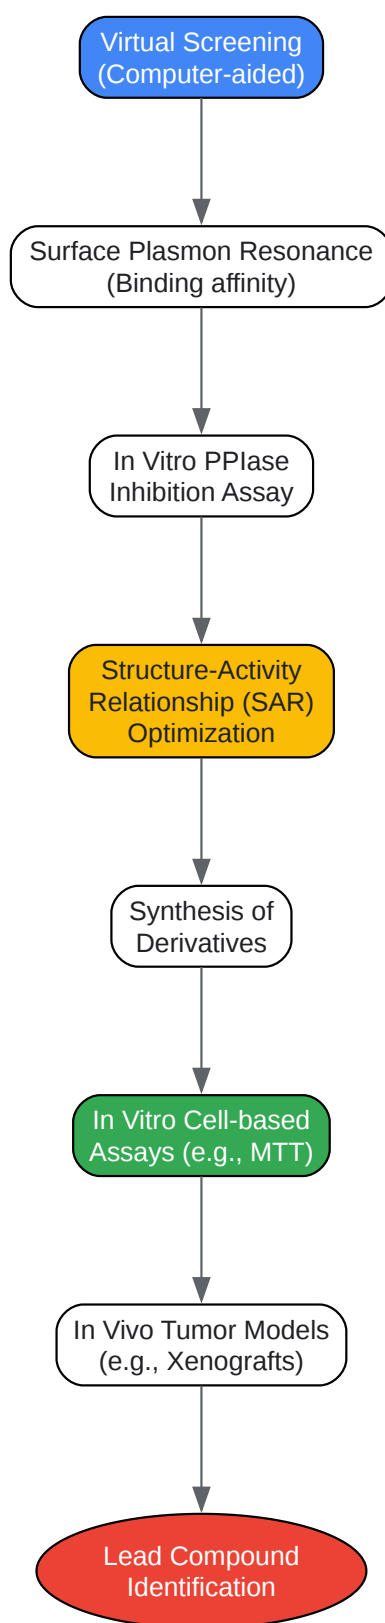 Virtual Screening
(Computer-aided)
Surface Plasmon Resonance
(Binding affinity)
In Vitro PPIase
Inhibition Assay
Structure-Activity
Relationship (SAR)
Optimization
Synthesis of
Derivatives
In Vitro Cell-based
Assays (e.g., MTT)
In Vivo Tumor Models
(e.g., Xenografts)
Lead Compound
Identification